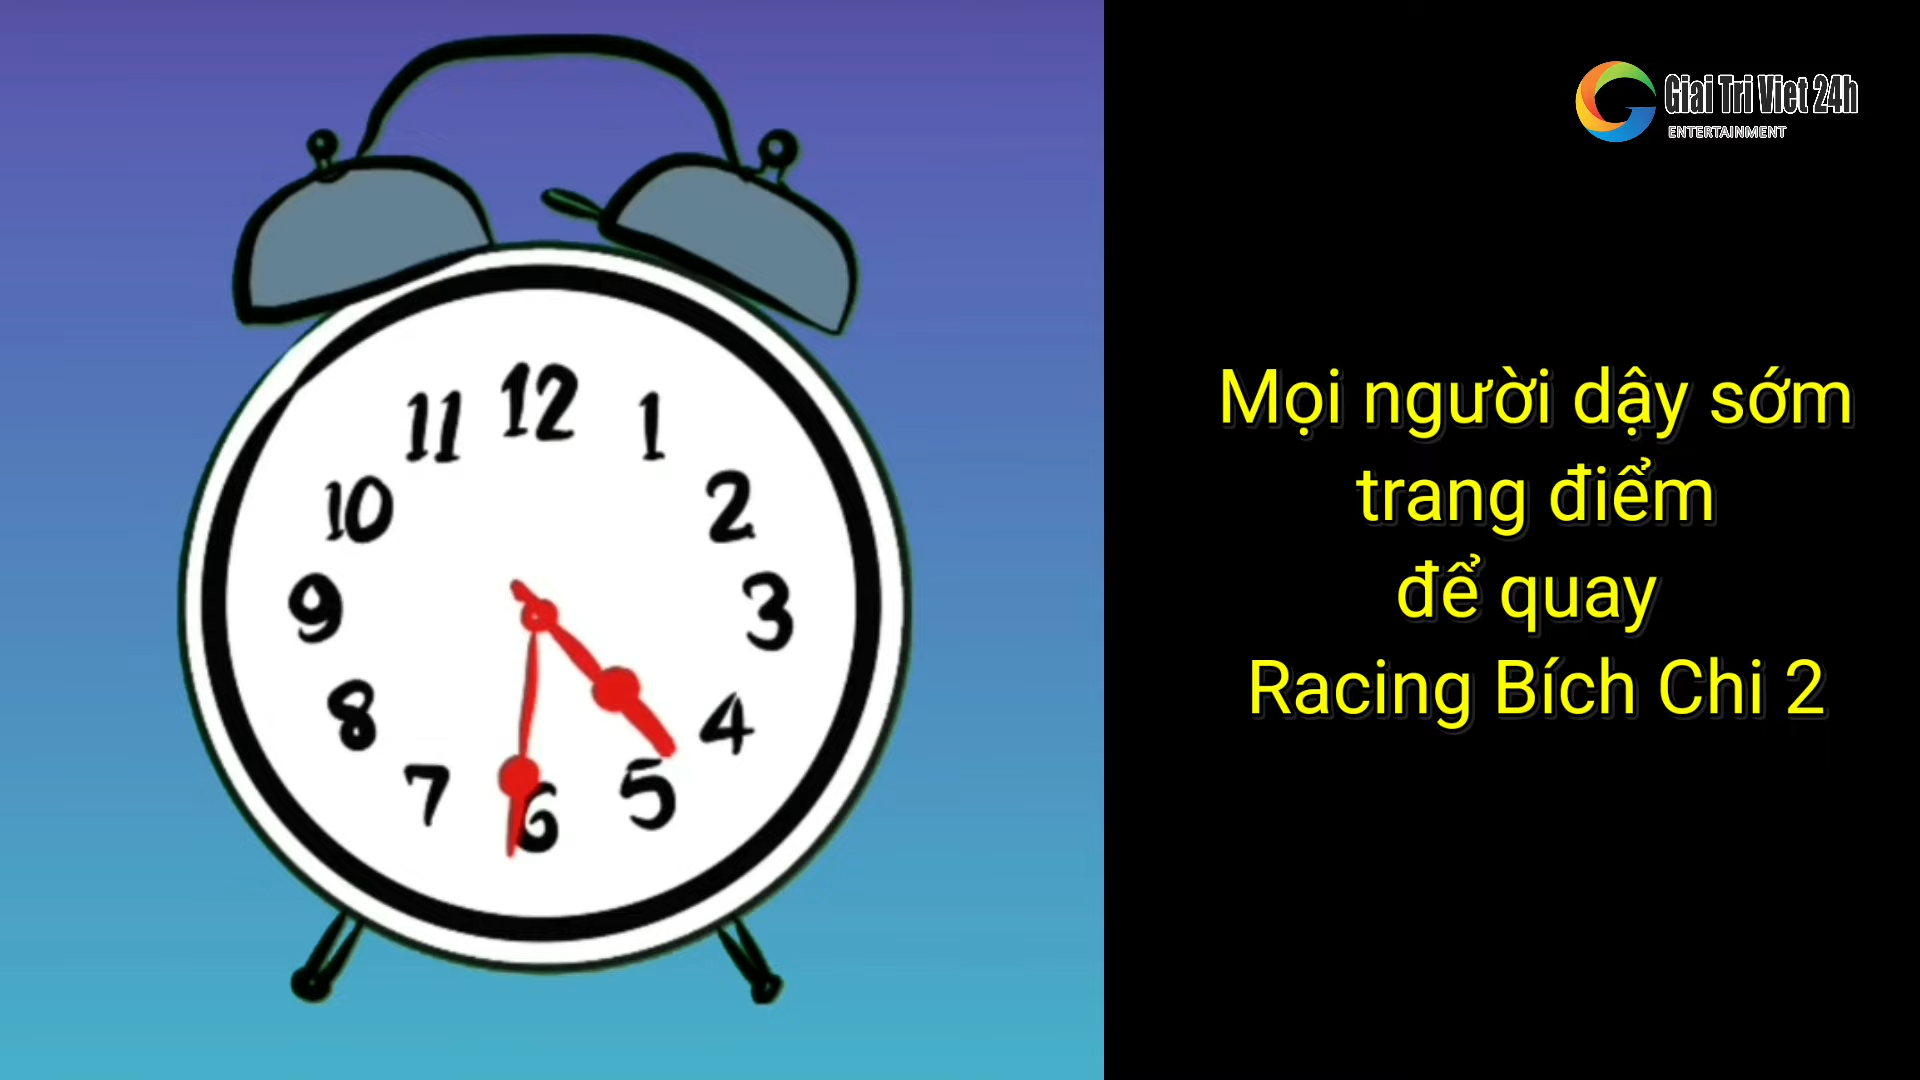 Giai Tri Viet 24h
ENTERTAINMENT
12
1
2
3
4
5
6
7
8
9
10
11
Mọi người dậy sớm
trang điểm
để quay
Racing Bích Chi 2